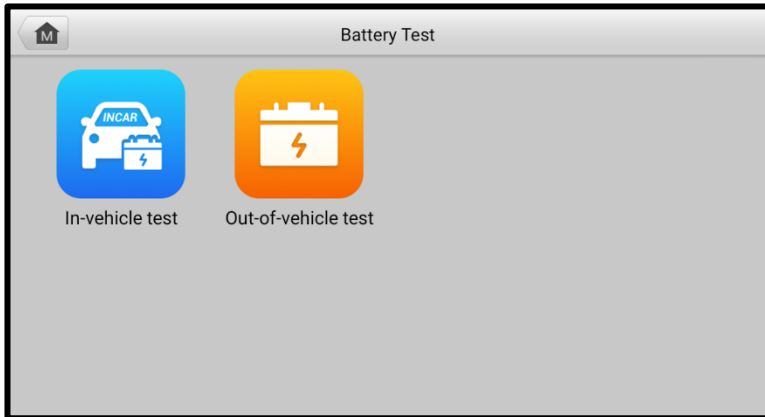 M
Battery Test
INCAR
In-vehicle test
Out-of-vehicle test